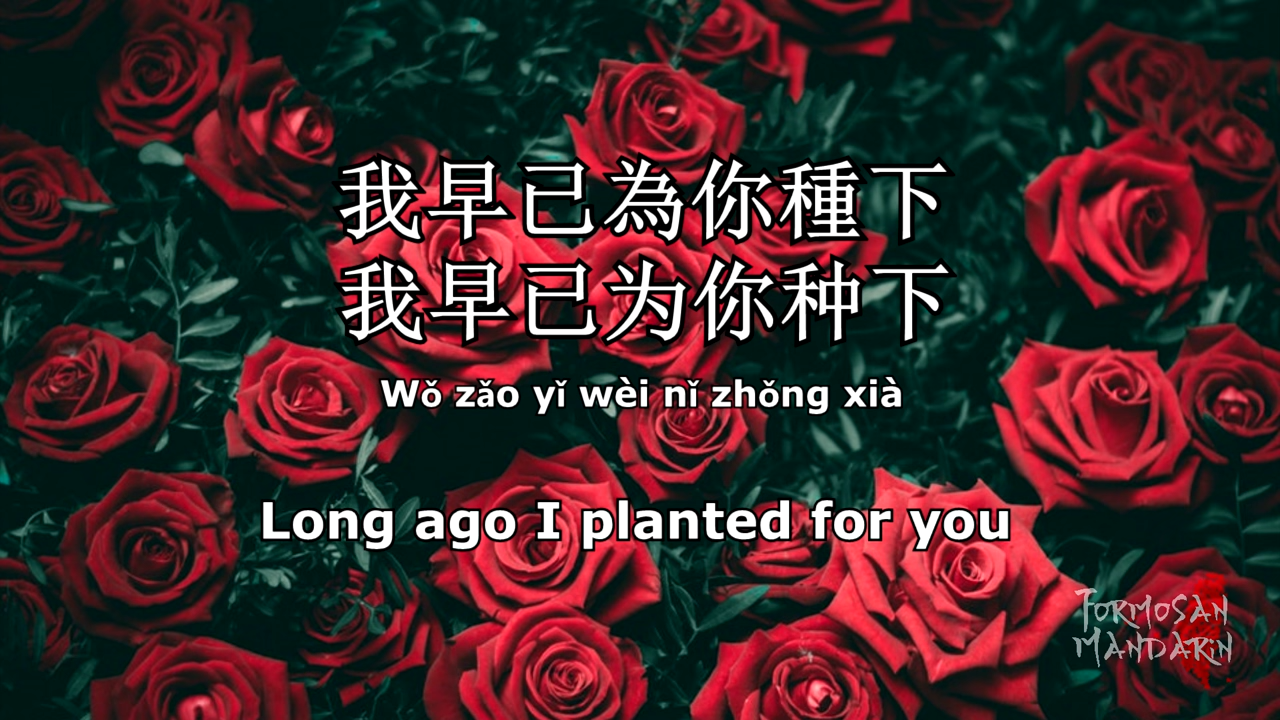 我早已為你種下
我早已为你种下
Wǒ zǎo yǐ wèi nǐ zhǒng xià
Long ago I planted for you
FORMOSAN
MANDARIN